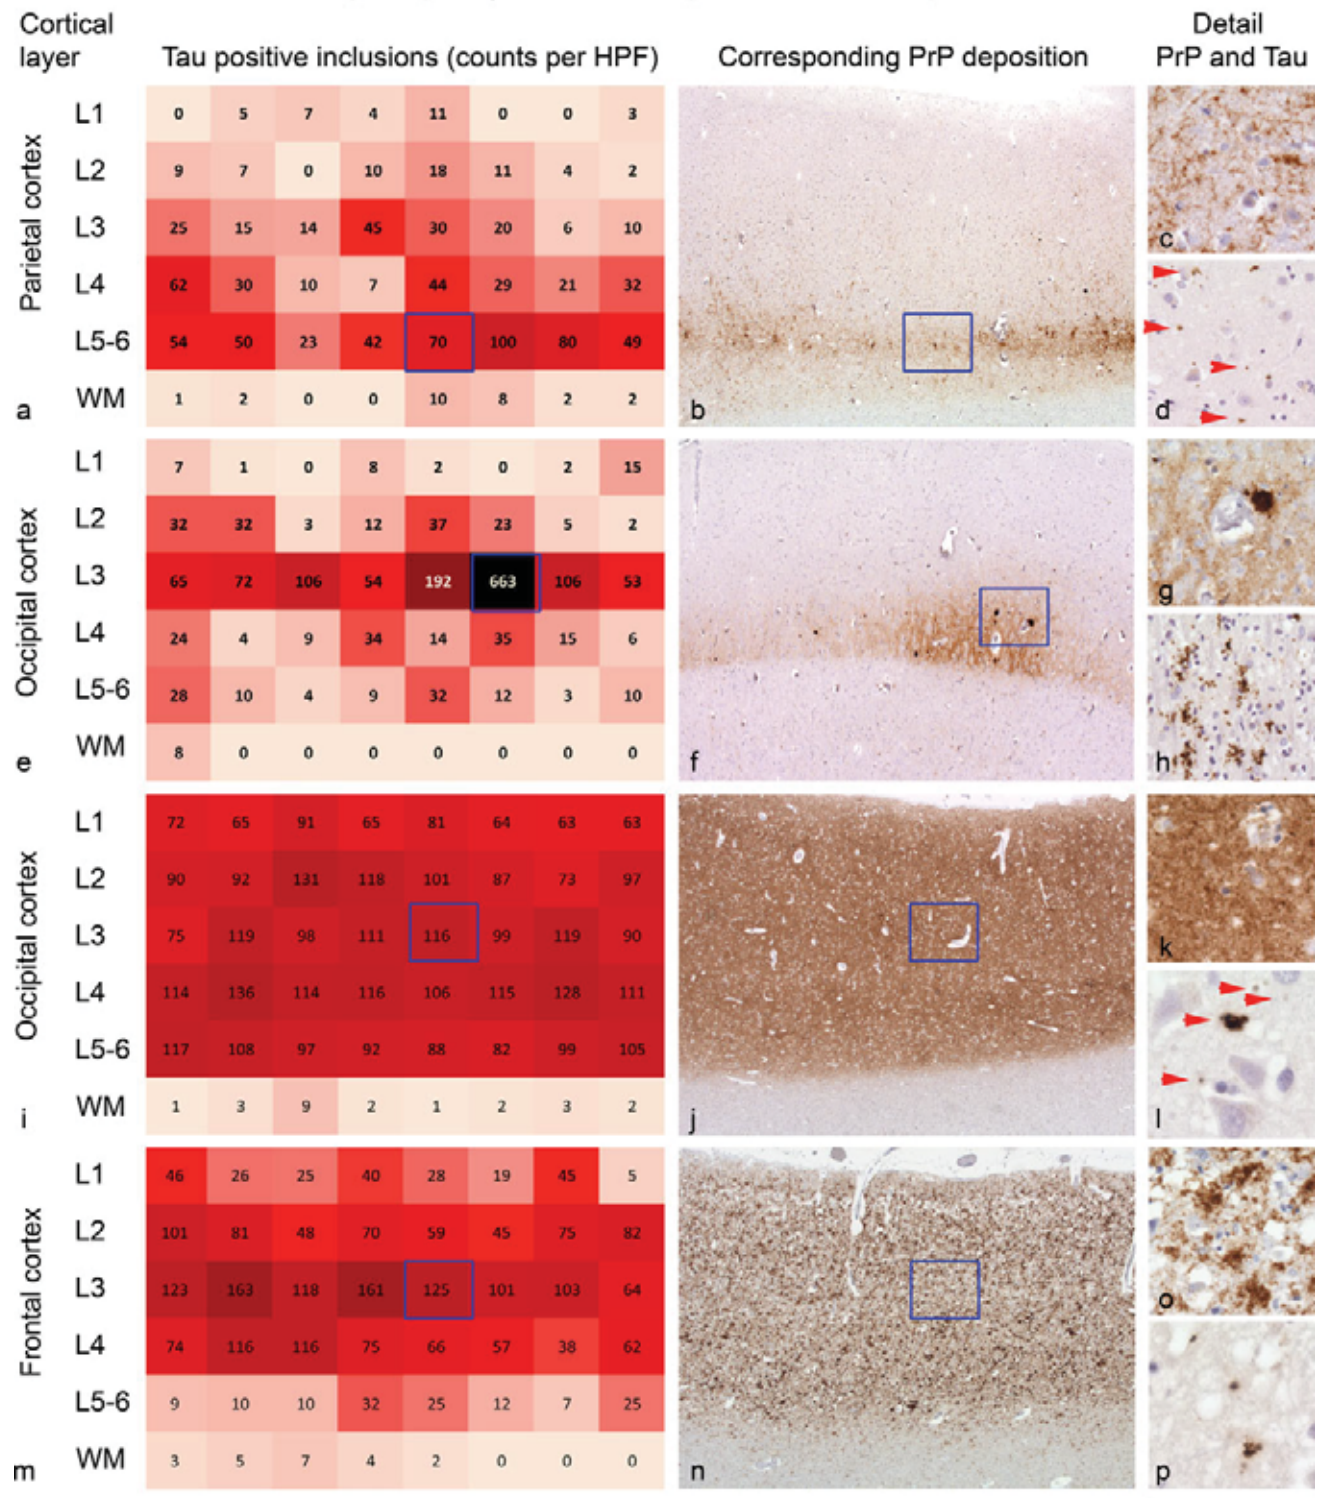 Cortical
layer
Tau positive inclusions (counts per HPF)
Corresponding PrP deposition
Detail
PrP and Tau
Parietal cortex
L1 0 5 7 4 11 0 0 3
L2 9 7 0 10 18 11 4 2
L3 25 15 14 45 30 20 6 10
L4 62 30 10 7 44 29 21 32
L5-6 54 50 23 42 70 100 80 49
WM 1 2 0 0 10 8 2 2
a
b
c
d
Occipital cortex
L1 7 1 0 8 2 0 2 15
L2 32 32 3 12 37 23 5 2
L3 65 72 106 54 192 663 106 53
L4 24 4 9 34 14 35 15 6
L5-6 28 10 4 9 32 12 3 10
WM 8 0 0 0 0 0 0 0
e
f
g
h
Occipital cortex
L1 72 65 91 65 81 64 63 63
L2 90 92 131 118 101 87 73 97
L3 75 119 98 111 116 99 119 90
L4 114 136 114 116 106 115 128 111
L5-6 117 108 97 92 88 82 99 105
WM 1 3 9 2 1 2 3 2
i
j
k
l
Frontal cortex
L1 46 26 25 40 28 19 45 5
L2 101 81 48 70 59 45 75 82
L3 123 163 118 161 125 101 103 64
L4 74 116 116 75 66 57 38 62
L5-6 9 10 10 32 25 12 7 25
WM 3 5 7 4 2 0 0 0
m
n
o
p